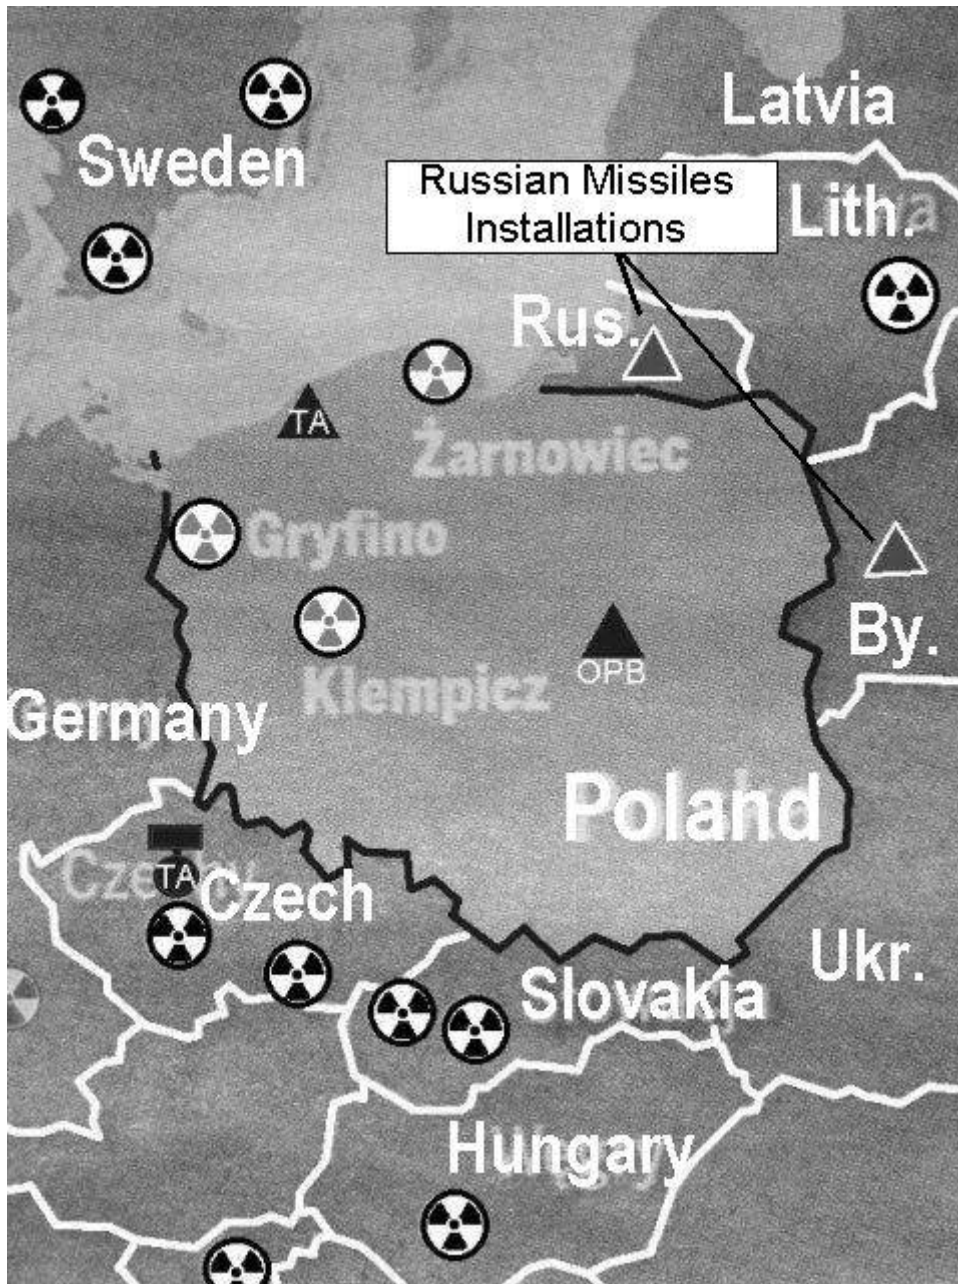 Latvia
Sweden
Russian Missiles
Installations
Lith.
Rus.
TA
Żarnowiec
Gryfino
By.
Klempicz
OPB
Germany
Poland
TA
Czech
Ukr.
Slovakia
Hungary